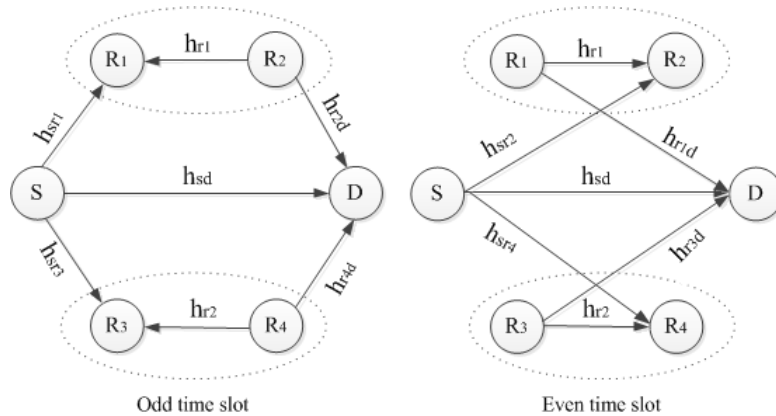 R1
hr1
R2
hsr1
hr2d
S
hsd
D
hsr3
hr4d
R3
hr2
R4
Odd time slot
R1
hr1
R2
hsr2
hr1d
S
hsd
D
hsr4
hr3d
R3
hr2
R4
Even time slot